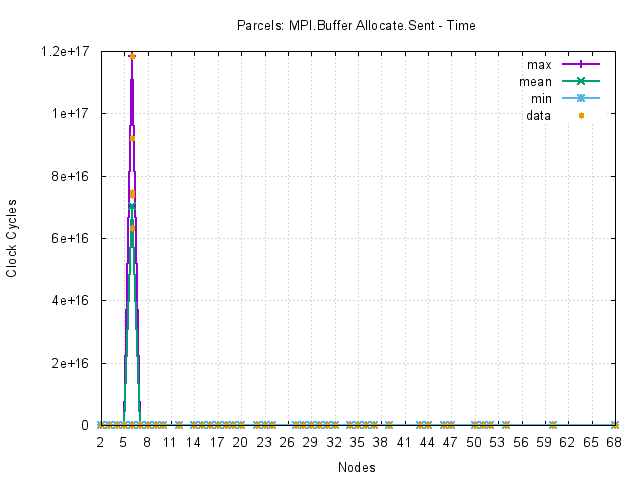 Parcels: MPI.Buffer Allocate.Sent - Time
1.2e+17
1e+17
8e+16
6e+16
4e+16
2e+16
0
Clock Cycles
max
mean
min
data
2 5 8 11 14 17 20 23 26 29 32 35 38 41 44 47 50 53 56 59 62 65 68
Nodes